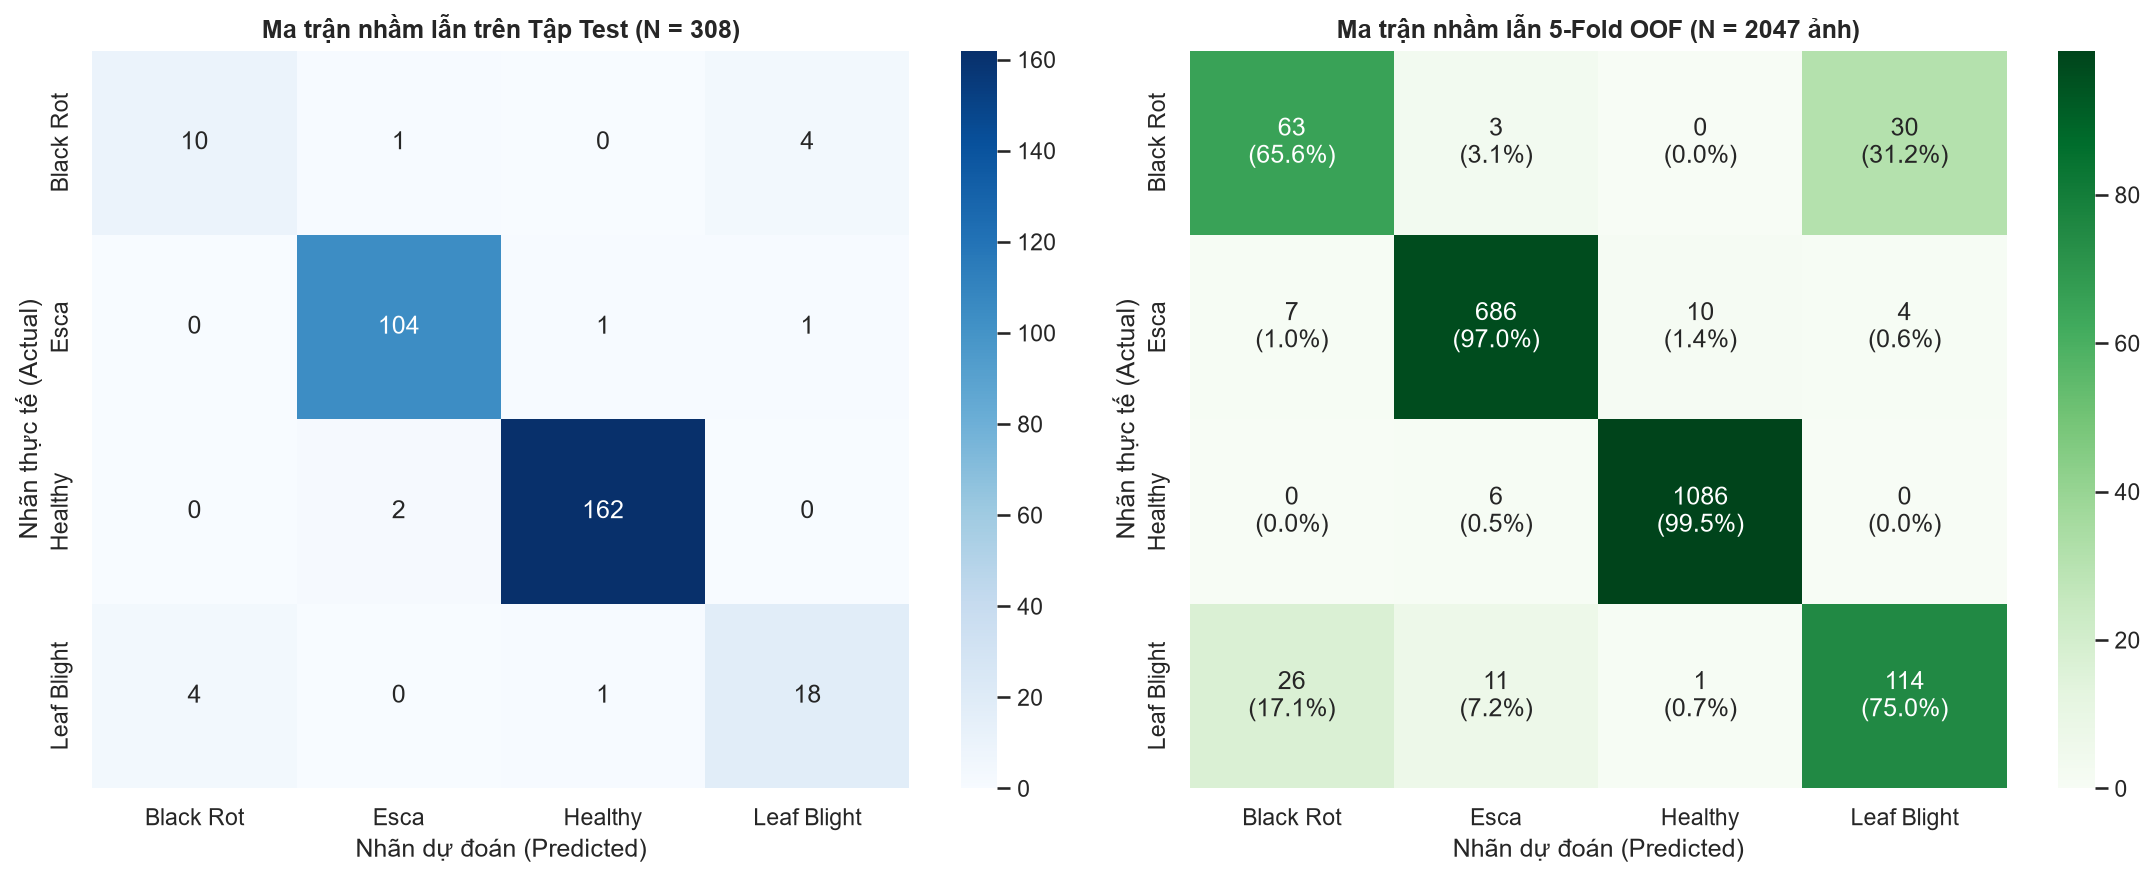 Ma trận nhầm lẫn trên Tập Test (N = 308)
Nhãn thực tế (Actual)
Black Rot
Esca
Healthy
Leaf Blight
10 1 0 4
0 104 1 1
0 2 162 0
4 0 1 18
Black Rot Esca Healthy Leaf Blight
Nhãn dự đoán (Predicted)
160
140
120
100
80
60
40
20
0
Ma trận nhầm lẫn 5-Fold OOF (N = 2047 ảnh)
Nhãn thực tế (Actual)
Black Rot
Esca
Healthy
Leaf Blight
63 3 0 30
(65.6%) (3.1%) (0.0%) (31.2%)
7 686 10 4
(1.0%) (97.0%) (1.4%) (0.6%)
0 6 1086 0
(0.0%) (0.5%) (99.5%) (0.0%)
26 11 1 114
(17.1%) (7.2%) (0.7%) (75.0%)
Black Rot Esca Healthy Leaf Blight
Nhãn dự đoán (Predicted)
80
60
40
20
0